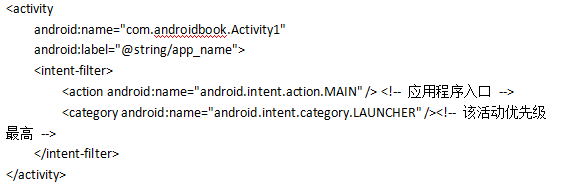 <activity
android:name="com.androidbook.Activity1"
android:label="@string/app_name">
<intent-filter>
<action android:name="android.intent.action.MAIN" /> <!-- 应用程序入口 -->
<category android:name="android.intent.category.LAUNCHER" /><!-- 该活动优先级
最高 -->
</intent-filter>
</activity>